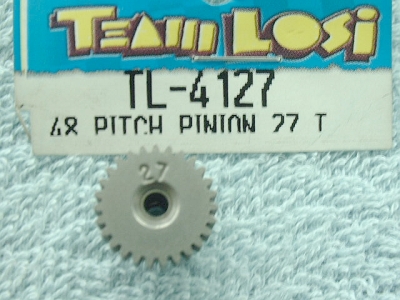 TEAM LOSI
TL-4127
48 PITCH PINION 27 T
27